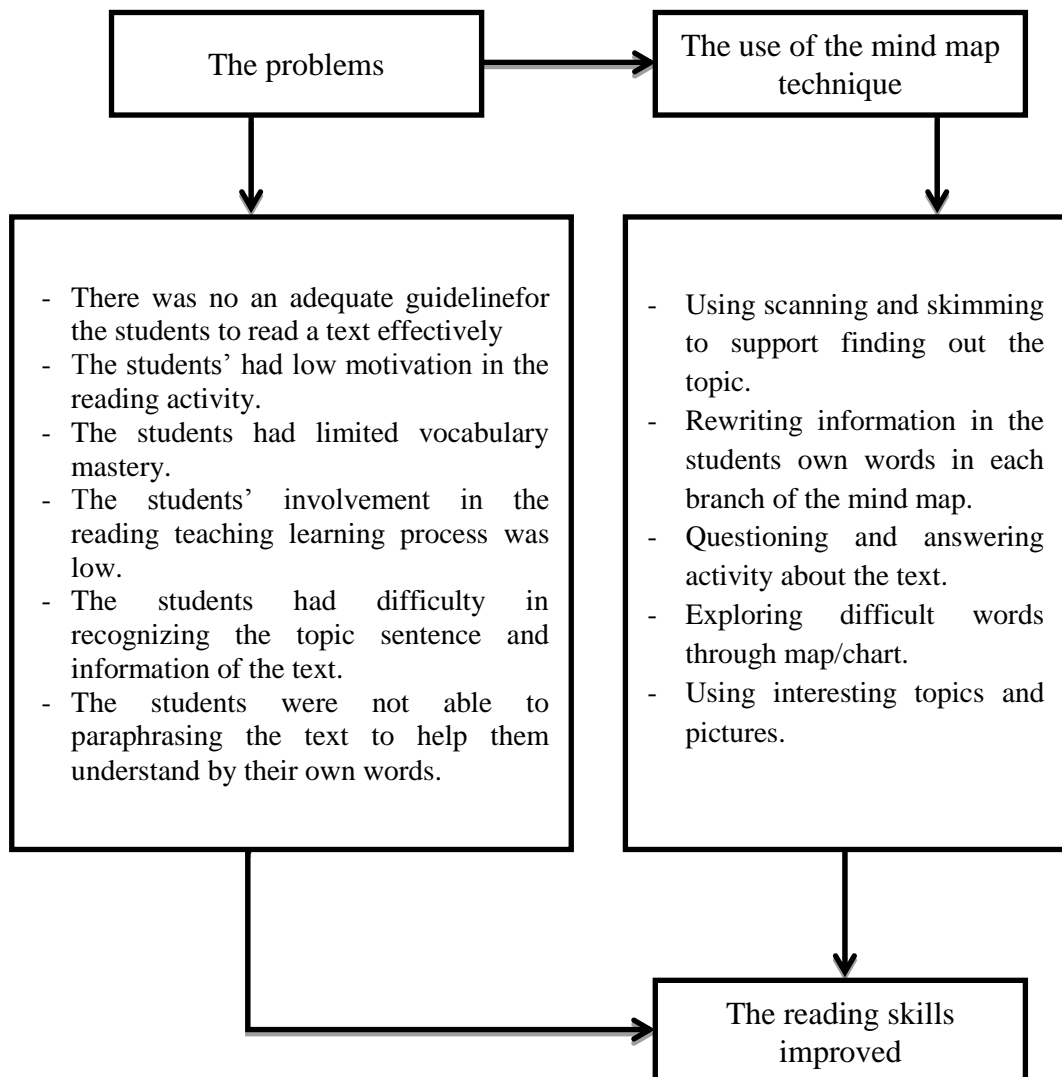 The problems
The use of the mind map
technique
- There was no an adequate guidelinefor
the students to read a text effectively
- The students’ had low motivation in the
reading activity.
- The students had limited vocabulary
mastery.
- The students’ involvement in the
reading teaching learning process was
low.
- The students had difficulty in
recognizing the topic sentence and
information of the text.
- The students were not able to
paraphrasing the text to help them
understand by their own words.
- Using scanning and skimming
to support finding out the
topic.
- Rewriting information in the
students own words in each
branch of the mind map.
- Questioning and answering
activity about the text.
- Exploring difficult words
through map/chart.
- Using interesting topics and
pictures.
The reading skills
improved